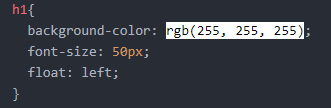 h1{
background-color: rgb(255, 255, 255);
font-size: 50px;
float: left;
}